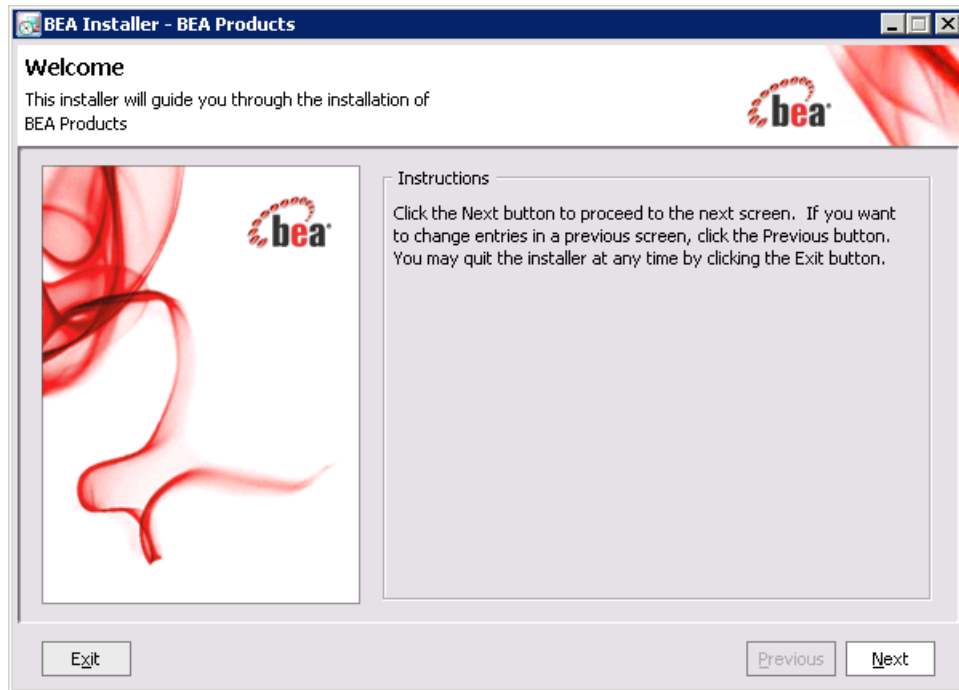 BEA Installer - BEA Products
Welcome
This installer will guide you through the installation of
BEA Products
bea
bea
Instructions
Click the Next button to proceed to the next screen.  If you want
to change entries in a previous screen, click the Previous button.
You may quit the installer at any time by clicking the Exit button.
Exit
Previous
Next